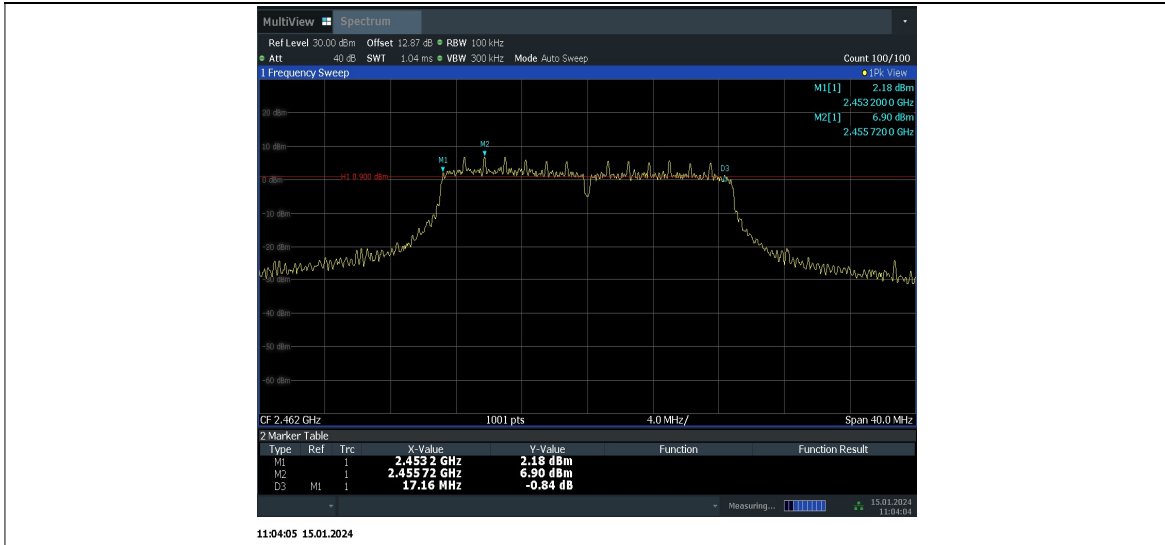 MultiView Spectrum
Ref Level 30.00 dBm Offset 12.87 dB RBW 100 kHz
Att 40 dB SWT 1.04 ms VBW 300 kHz Mode Auto Sweep Count 100/100
1 Frequency Sweep 1Pk View
M1[1] 2.18 dBm
2.453 200 0 GHz
20 dBm M2[1] 6.90 dBm
2.455 720 0 GHz
10 dBm
M2
M1
D3
H1 0.900 dBm
0 dBm
-10 dBm
-20 dBm
-30 dBm
-40 dBm
-50 dBm
-60 dBm
CF 2.462 GHz 1001 pts 4.0 MHz/ Span 40.0 MHz
2 Marker Table
Type Ref Trc X-Value Y-Value Function Function Result
M1 1 2.4532 GHz 2.18 dBm
M2 1 2.45572 GHz 6.90 dBm
D3 M1 1 17.16 MHz -0.84 dB
Measuring... 15.01.2024
11:04:04
11:04:05 15.01.2024